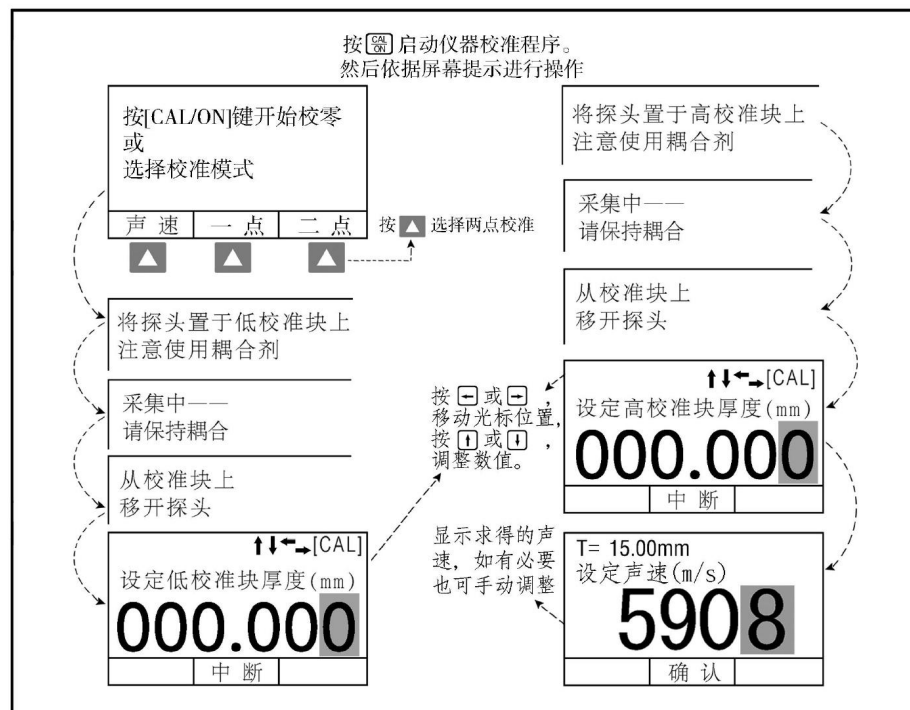 按 CAL ON 启动仪器校准程序。
然后依据屏幕提示进行操作
按[CAL/ON]键开始校零
或
选择校准模式
声速 一点 二点
按▲选择两点校准
将探头置于低校准块上
注意使用耦合剂
采集中——
请保持耦合
从校准块上
移开探头
⬆⬇⬅➡[CAL]
设定低校准块厚度(mm)
000.000
中断
按←或→,
移动光标位置,
按↑或↓,
调整数值。
将探头置于高校准块上
注意使用耦合剂
采集中——
请保持耦合
从校准块上
移开探头
⬆⬇⬅➡[CAL]
设定高校准块厚度(mm)
000.000
中断
显示求得的声
速，如有必要
也可手动调整
T= 15.00mm
设定声速(m/s)
5908
确认